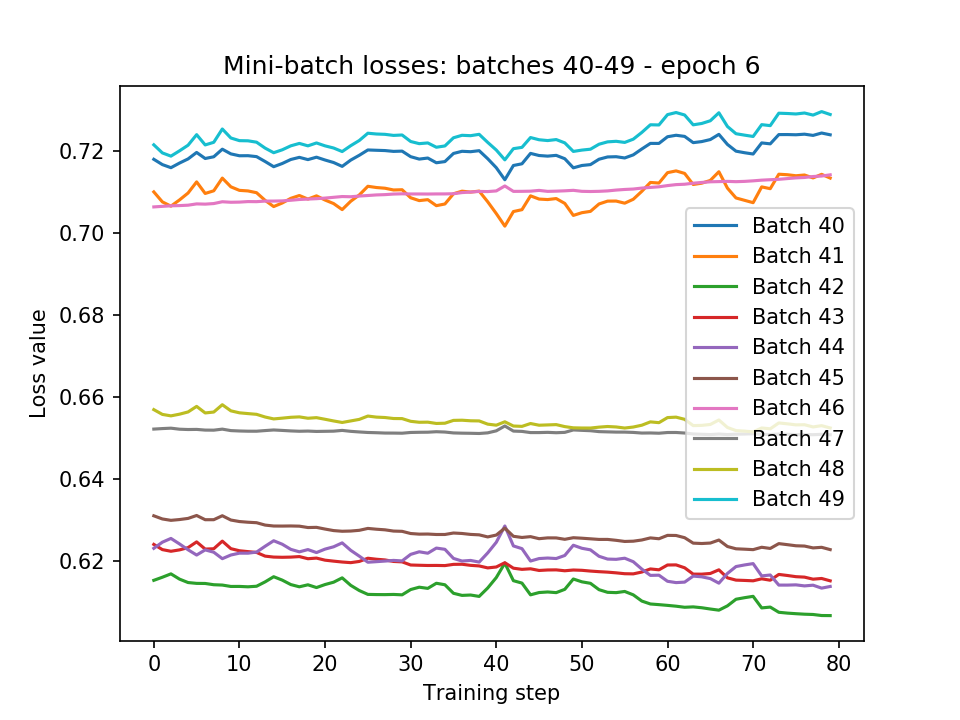 Mini-batch losses: batches 40-49 - epoch 6
Loss value
0.72
0.70
0.68
0.66
0.64
0.62
Batch 40
Batch 41
Batch 42
Batch 43
Batch 44
Batch 45
Batch 46
Batch 47
Batch 48
Batch 49
0 10 20 30 40 50 60 70 80
Training step